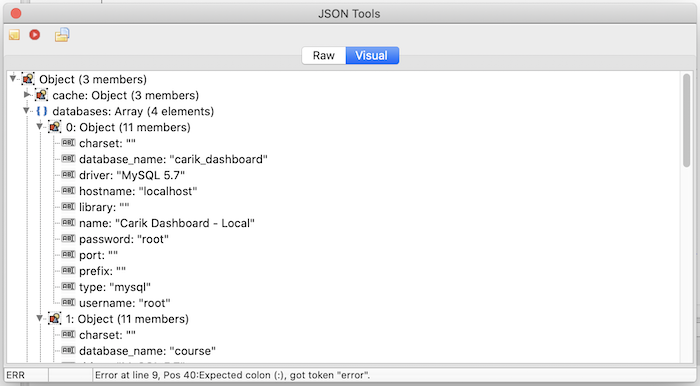 JSON Tools
Raw Visual
Object (3 members)
cache: Object (3 members)
databases: Array (4 elements)
0: Object (11 members)
charset: ""
database_name: "carik_dashboard"
driver: "MySQL 5.7"
hostname: "localhost"
library: ""
name: "Carik Dashboard - Local"
password: "root"
port: ""
prefix: ""
type: "mysql"
username: "root"
1: Object (11 members)
charset: ""
database_name: "course"
ERR Error at line 9, Pos 40:Expected colon (:), got token "error".